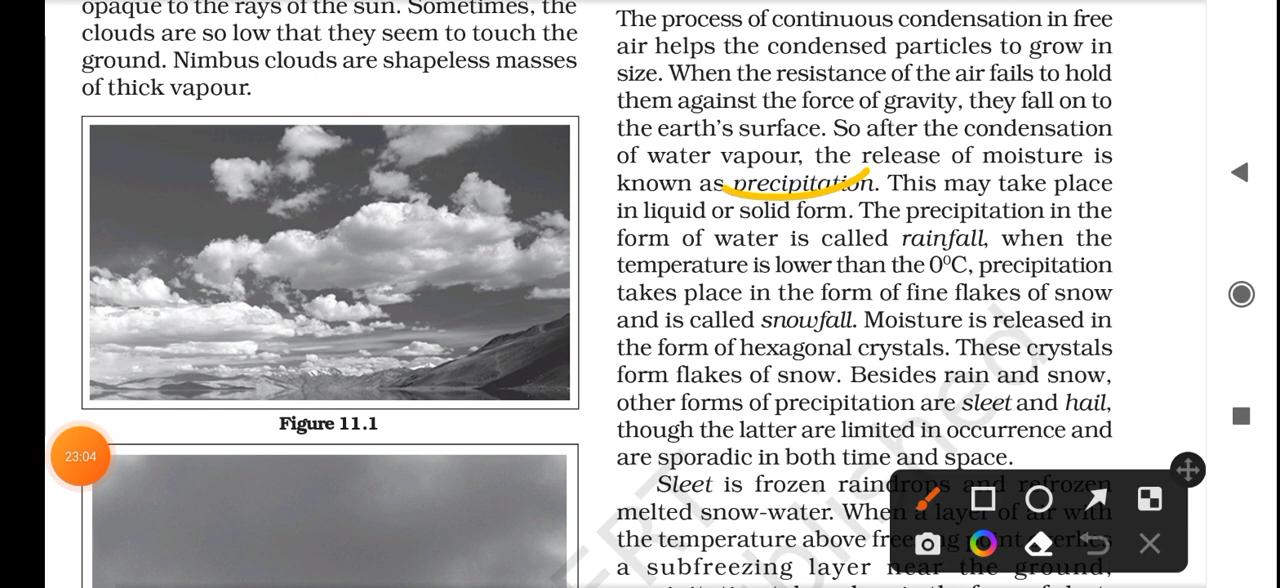 opaque to the rays of the sun. Sometimes, the
clouds are so low that they seem to touch the
ground. Nimbus clouds are shapeless masses
of thick vapour.
Figure 11.1
23:04
The process of continuous condensation in free
air helps the condensed particles to grow in
size. When the resistance of the air fails to hold
them against the force of gravity, they fall on to
the earth's surface. So after the condensation
of water vapour, the release of moisture is
known as precipitation. This may take place
in liquid or solid form. The precipitation in the
form of water is called rainfall, when the
temperature is lower than the 0⁰C, precipitation
takes place in the form of fine flakes of snow
and is called snowfall. Moisture is released in
the form of hexagonal crystals. These crystals
form flakes of snow. Besides rain and snow,
other forms of precipitation are sleet and hail,
though the latter are limited in occurrence and
are sporadic in both time and space.
Sleet is frozen raindrops and refrozen
melted snow-water. When a layer of air with
the temperature above freezing point overlies
a subfreezing layer near the ground,